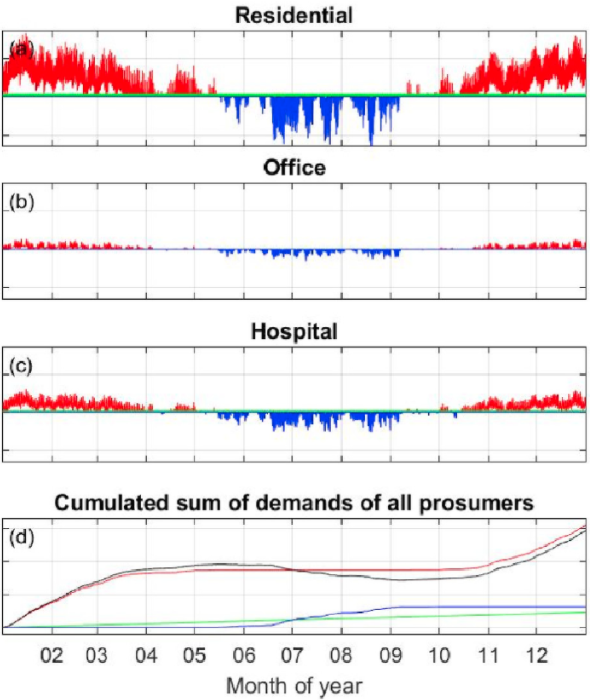 Residential
(a)
Office
(b)
Hospital
(c)
Cumulated sum of demands of all prosumers
(d)
02 03 04 05 06 07 08 09 10 11 12
Month of year